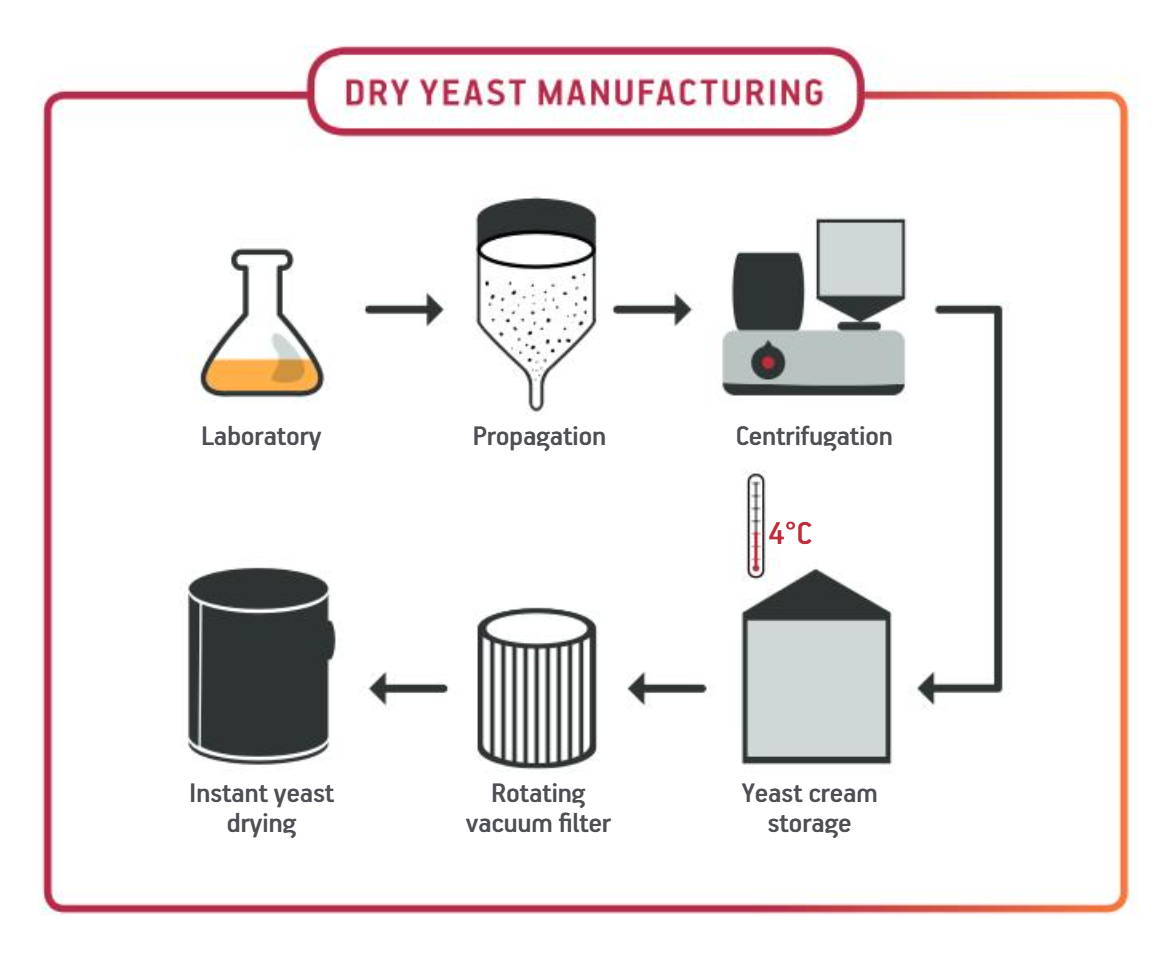 DRY YEAST MANUFACTURING
Laboratory
Propagation
Centrifugation
4°C
Instant yeast
drying
Rotating
vacuum filter
Yeast cream
storage